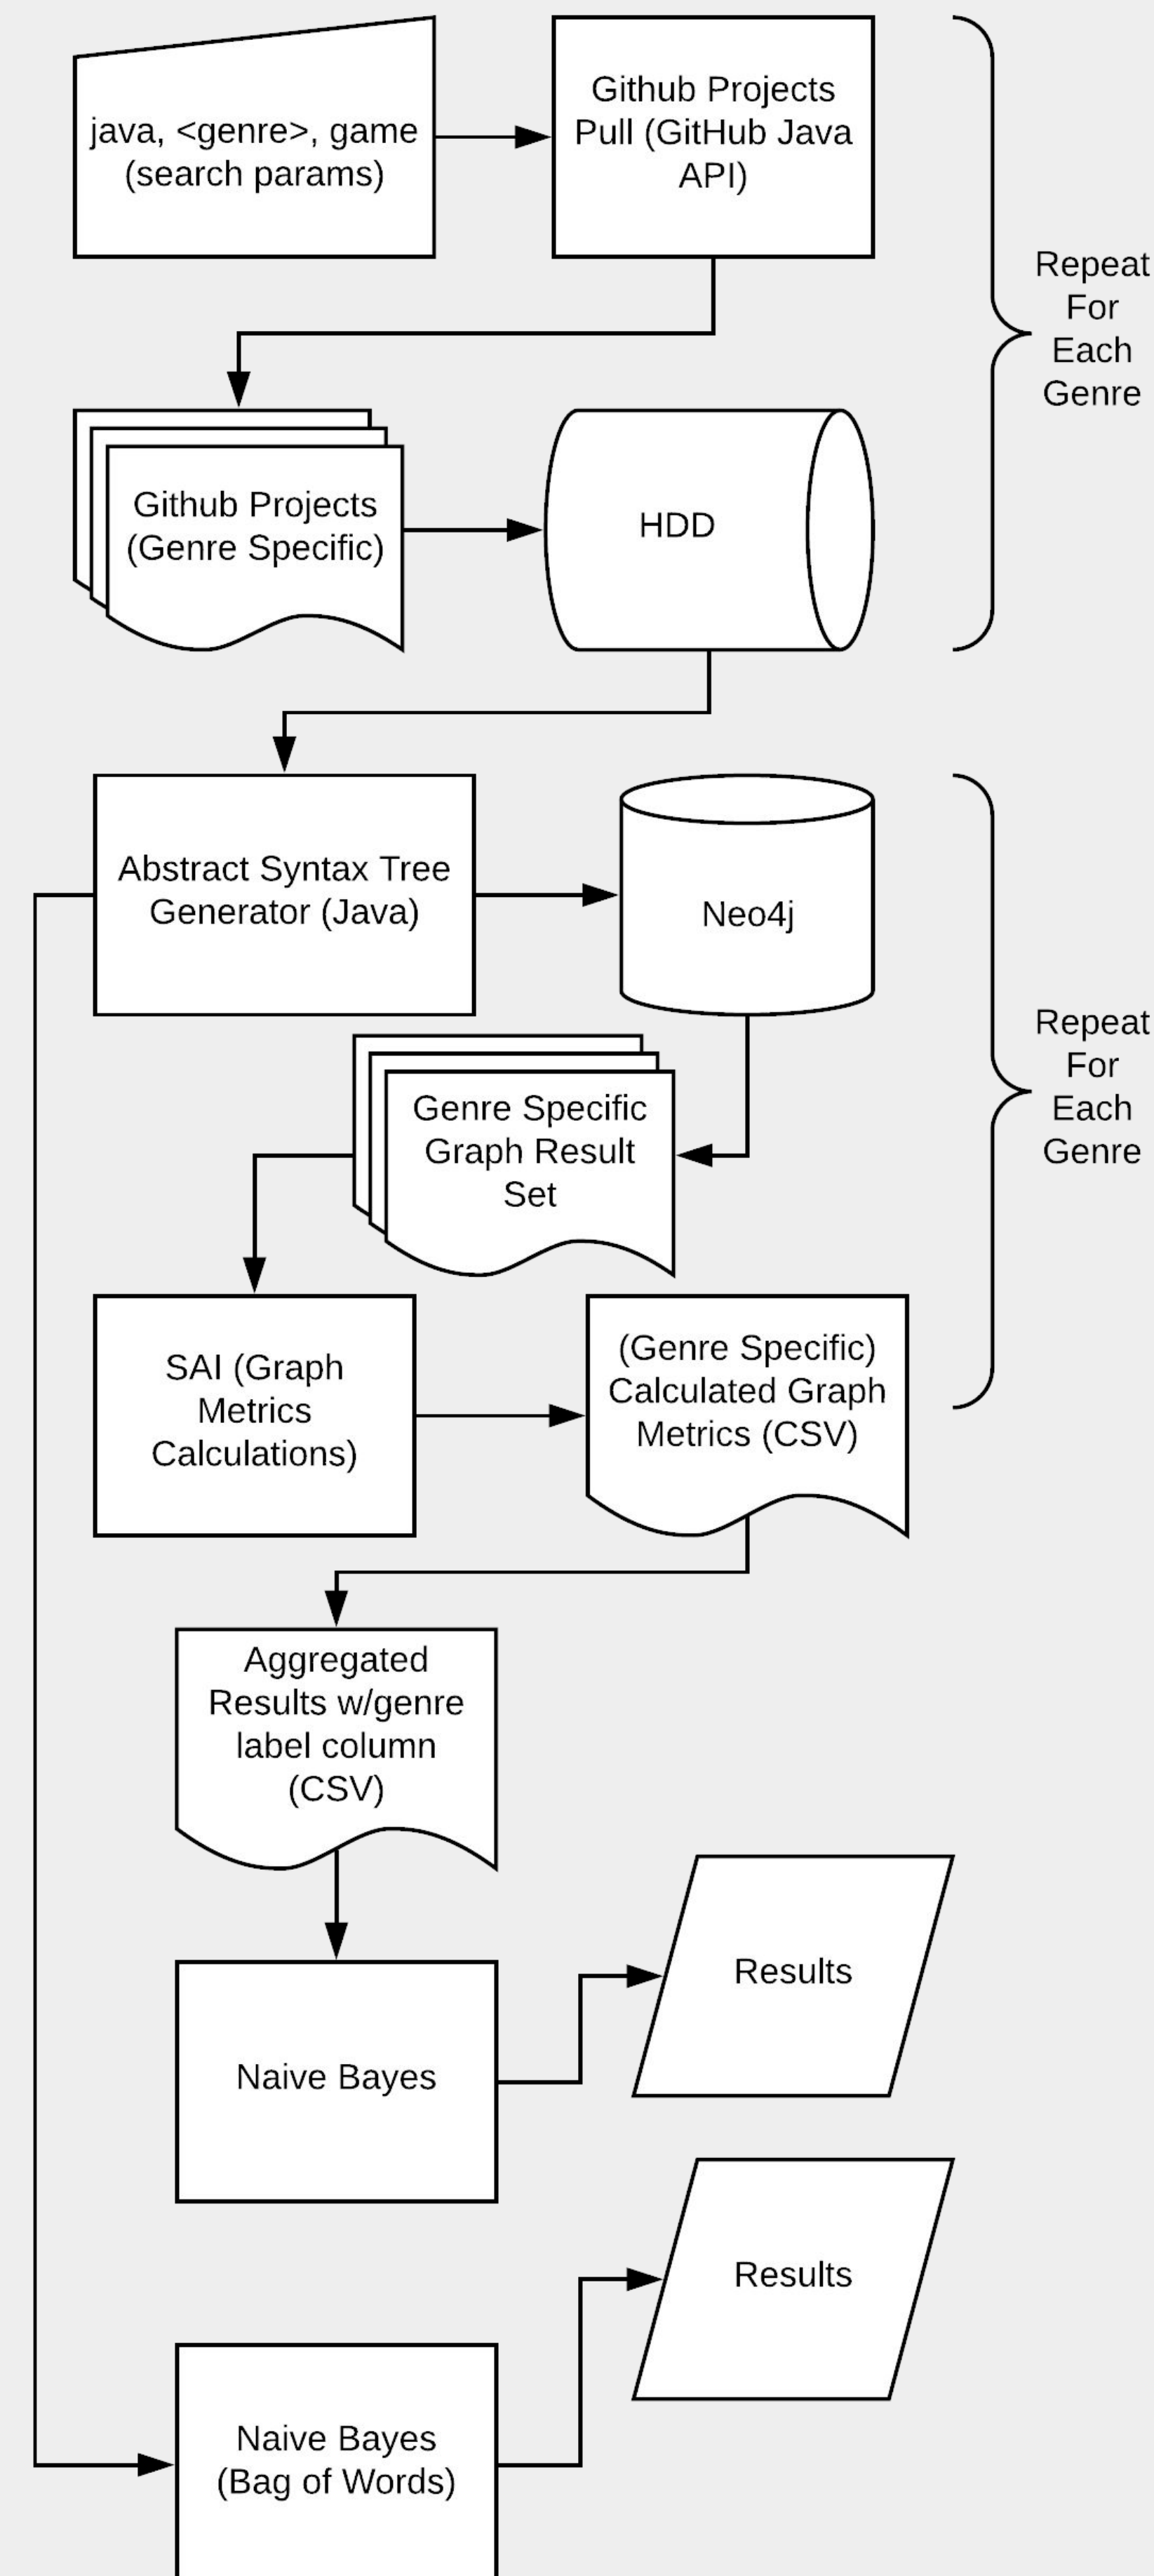 java, <genre>, game
(search params)
Github Projects
Pull (GitHub Java
API)
Repeat
For
Each
Genre
Github Projects
(Genre Specific)
HDD
Abstract Syntax Tree
Generator (Java)
Neo4j
Repeat
For
Each
Genre
Genre Specific
Graph Result
Set
SAI (Graph
Metrics
Calculations)
(Genre Specific)
Calculated Graph
Metrics (CSV)
Aggregated
Results w/genre
label column
(CSV)
Naive Bayes
Results
Results
Naive Bayes
(Bag of Words)